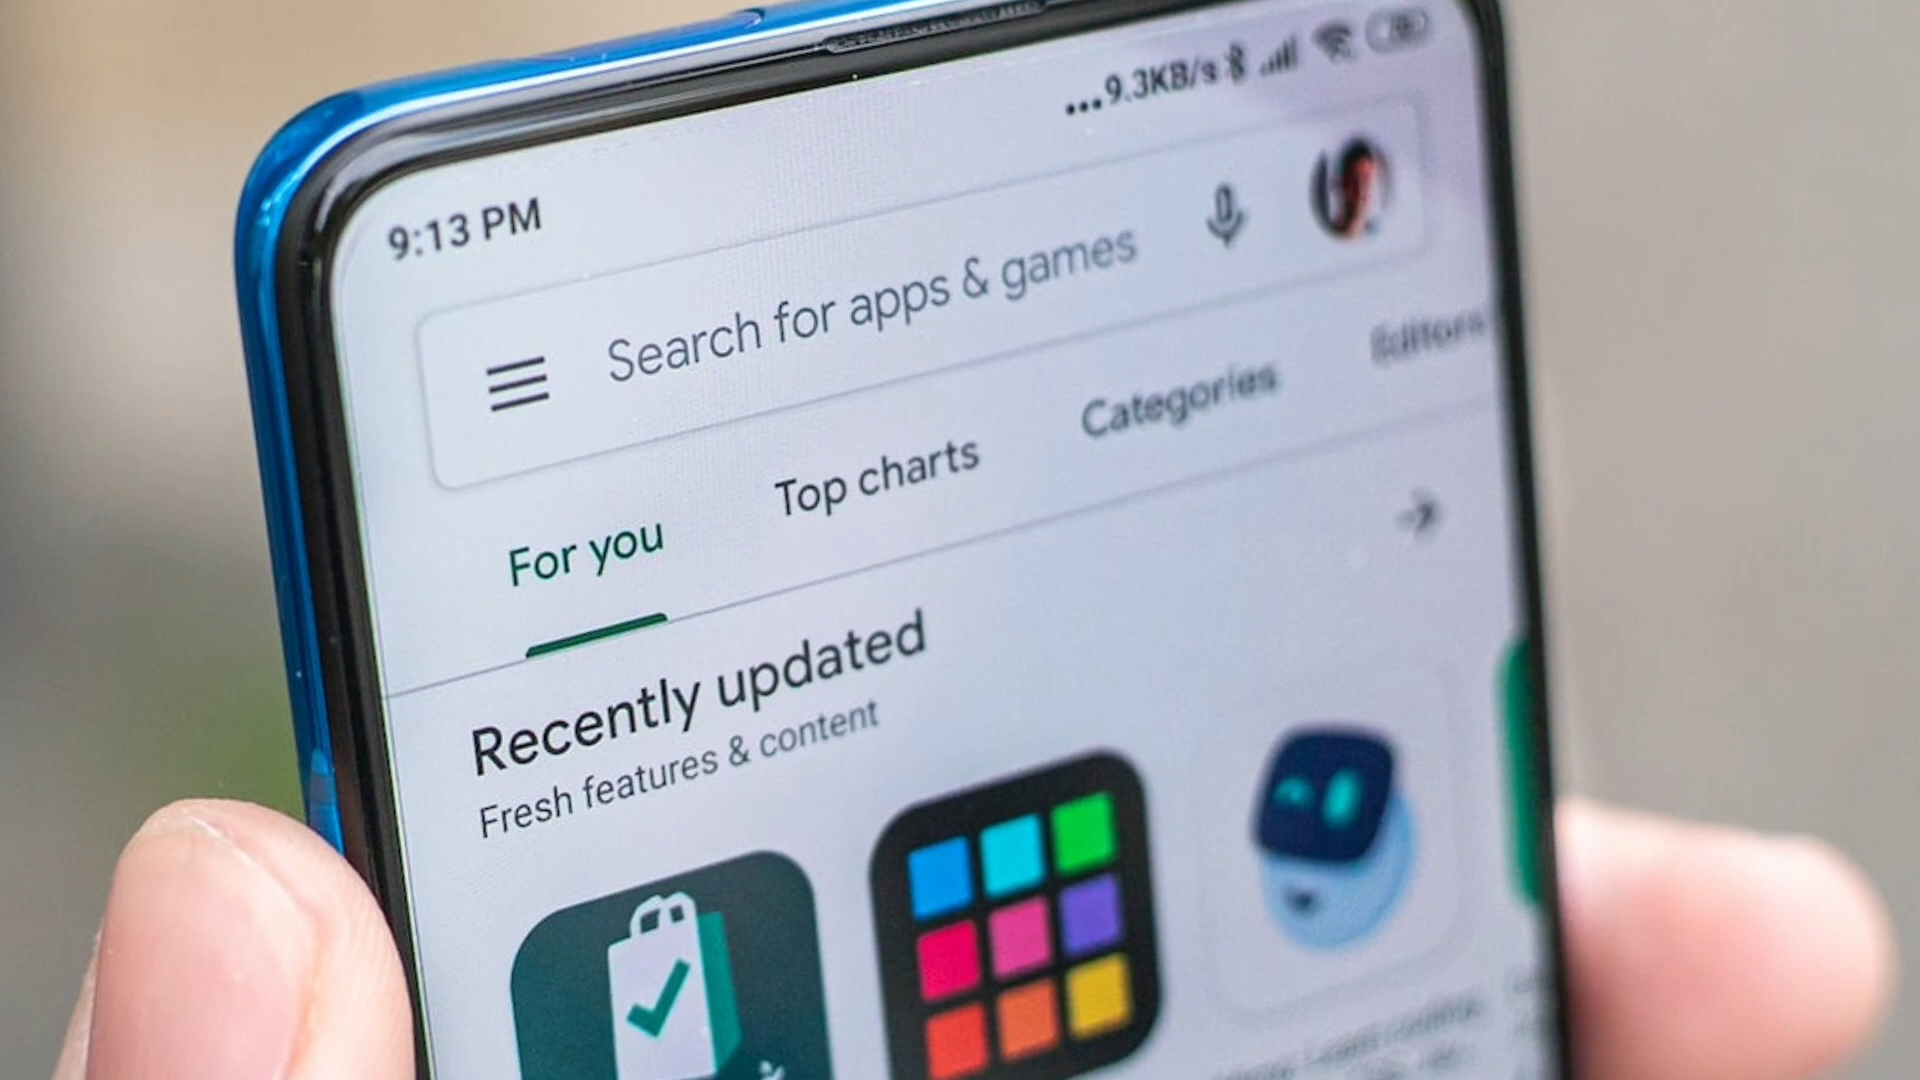 9:13 PM
...9.3KB/s
Search for apps & games
For you
Top charts
Categories
Editors
Recently updated
Fresh features & content